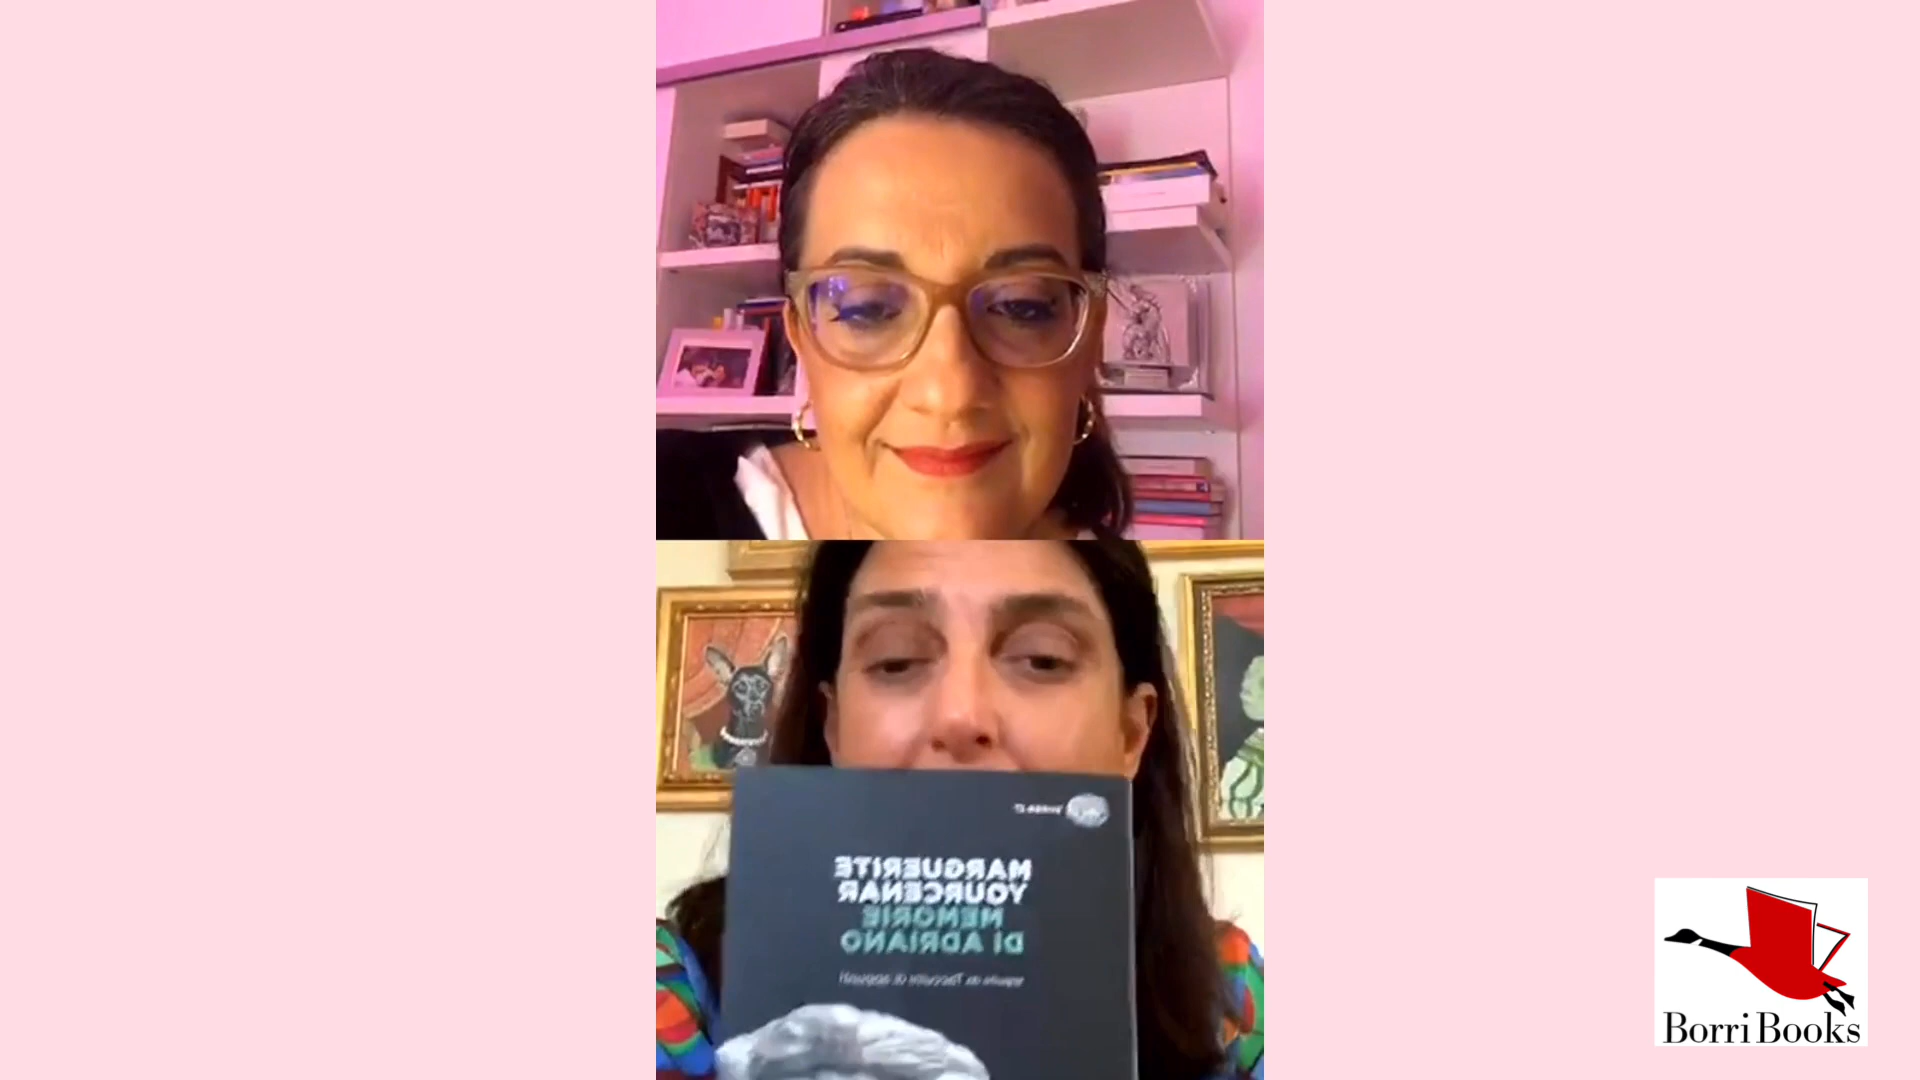 MARGUERITE
YOURCENAR
MEMORIE
DI ADRIANO
Borri Books